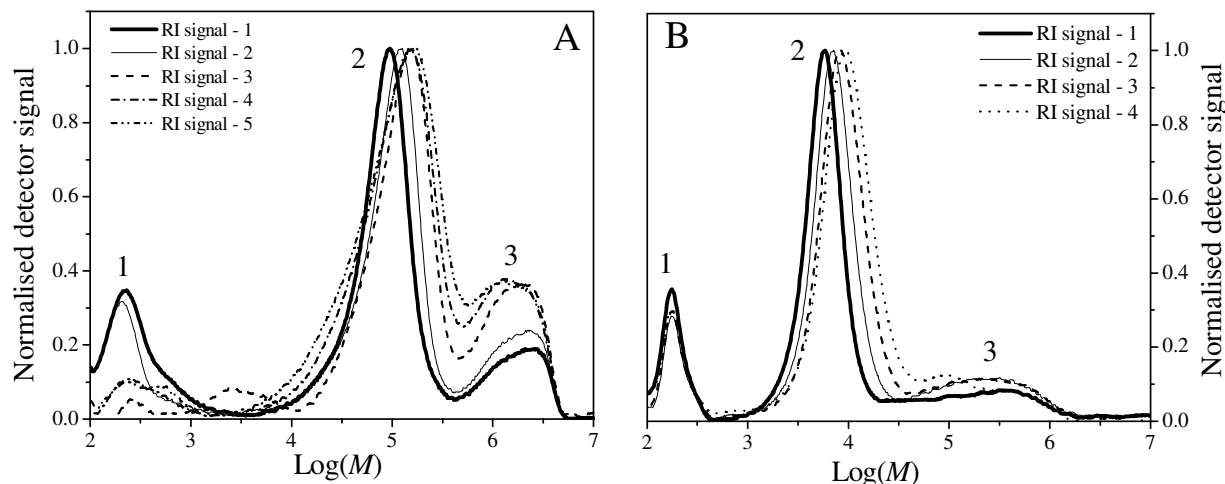 A
RI signal - 1
RI signal - 2
RI signal - 3
RI signal - 4
RI signal - 5
1
2
3
1.0
0.8
0.6
0.4
0.2
0.0
Normalised detector signal
2 3 4 5 6 7
Log(M)
B
RI signal - 1
RI signal - 2
RI signal - 3
RI signal - 4
1
2
3
1.0
0.8
0.6
0.4
0.2
0.0
Normalised detector signal
2 3 4 5 6 7
Log(M)